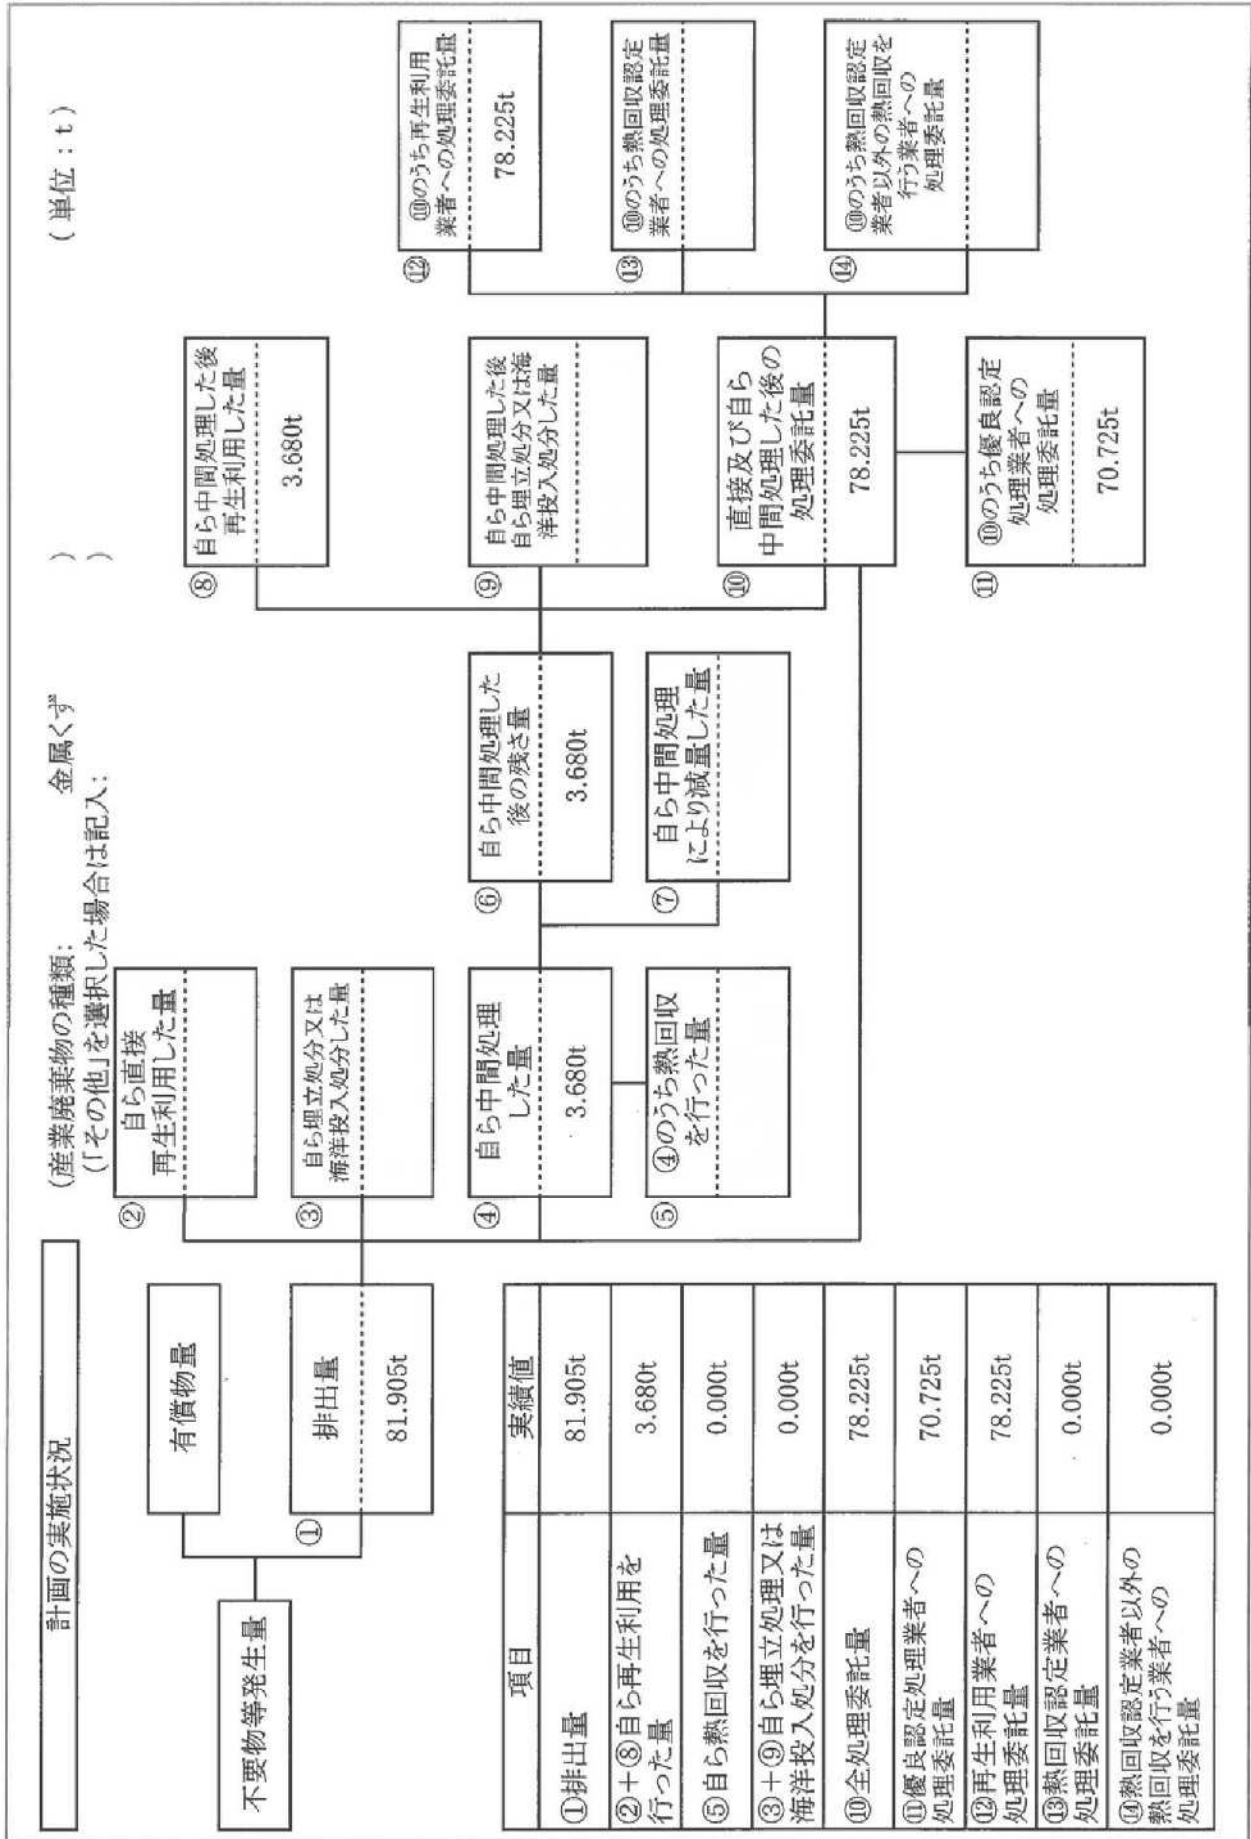 計画の実施状況
(産業廃棄物の種類: 金属くず )
(「その他」を選択した場合は記入: )
(単位:t)
不要物等発生量
有償物量
①
排出量
81.905t
②
自ら直接
再生利用した量
③
自ら埋立処分又は
海洋投入処分した量
④
自ら中間処理
した量
3.680t
⑤
④のうち熱回収
を行った量
⑥
自ら中間処理した
後の残さ量
3.680t
⑦
自ら中間処理
により減量した量
⑧
自ら中間処理した後
再生利用した量
3.680t
⑨
自ら中間処理した後
自ら埋立処分又は海
洋投入処分した量
⑩
直接及び自ら
中間処理した後の
処理委託量
78.225t
⑪
⑩のうち優良認定
処理業者への
処理委託量
70.725t
⑫
⑩のうち再生利用
業者への処理委託量
78.225t
⑬
⑩のうち熱回収認定
業者への処理委託量
⑭
⑩のうち熱回収認定
業者以外の熱回収を
行う業者への
処理委託量
項目 実績値
①排出量 81.905t
②+⑧自ら再生利用を
行った量 3.680t
⑤自ら熱回収を行った量 0.000t
③+⑨自ら埋立処理又は
海洋投入処分を行った量 0.000t
⑩全処理委託量 78.225t
⑪優良認定処理業者への
処理委託量 70.725t
⑫再生利用業者への
処理委託量 78.225t
⑬熱回収認定業者への
処理委託量 0.000t
⑭熱回収認定業者以外の
熱回収を行う業者への
処理委託量 0.000t